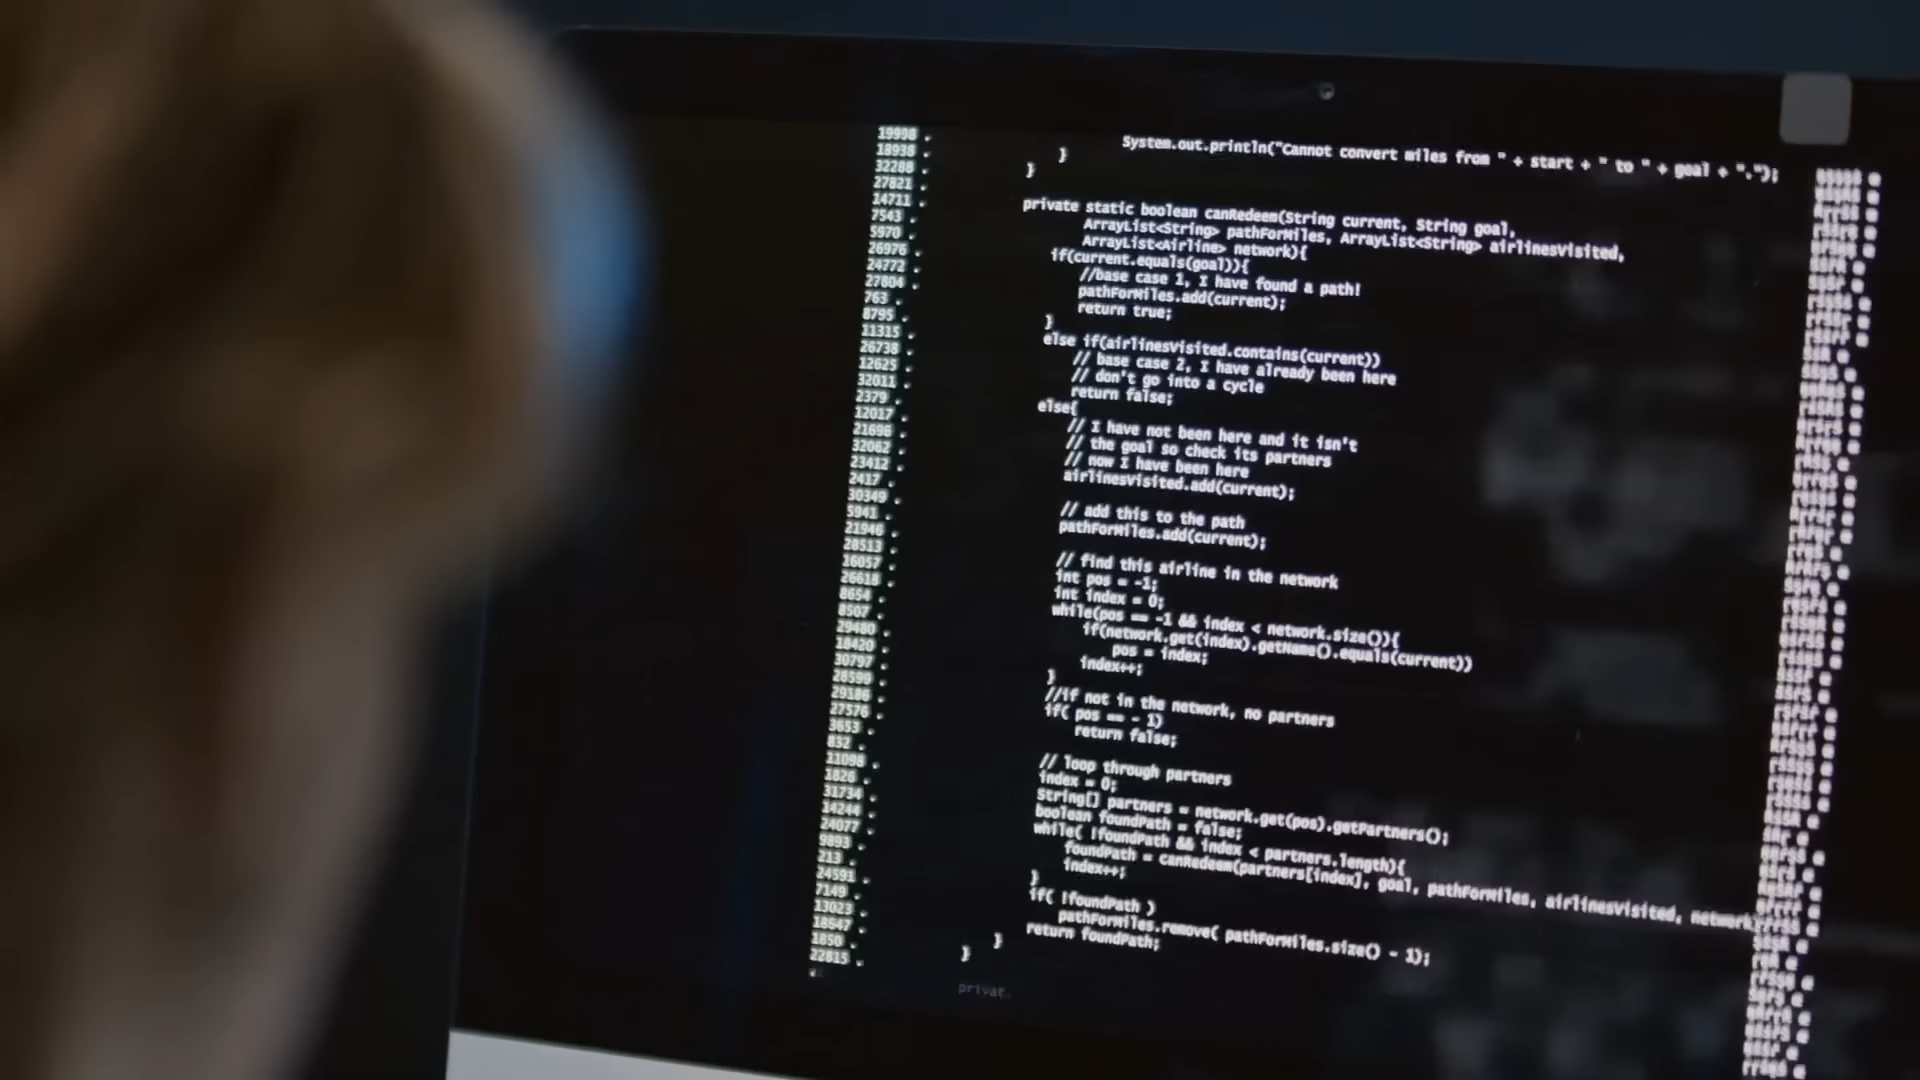 19998 .
18938 .
32288 .
27821 .
14711 .
7543 .
5970 .
26976 .
24772 .
27804 .
763 .
8795 .
11315 .
26738 .
12625 .
32011 .
2379 .
12017 .
21698 .
32062 .
23412 .
2417 .
30349 .
5941 .
21946 .
28513 .
16057 .
26618 .
8654 .
8507 .
29480 .
18420 .
30797 .
28599 .
29186 .
27576 .
3653 .
832 .
11098 .
1826 .
31734 .
14244 .
24077 .
9893 .
213 .
24591 .
7149 .
13023 .
18647 .
1850 .
22815 .
System.out.println("Cannot convert miles from " + start + " to " + goal + ".");
}
}
private static boolean canRedeem(String current, String goal,
ArrayList<String> pathForMiles, ArrayList<String> airlinesVisited,
ArrayList<Airline> network){
if(current.equals(goal)){
//base case 1, I have found a path!
pathForMiles.add(current);
return true;
}
else if(airlinesVisited.contains(current))
// base case 2, I have already been here
// don't go into a cycle
return false;
else{
// I have not been here and it isn't
// the goal so check its partners
// now I have been here
airlinesVisited.add(current);
// add this to the path
pathForMiles.add(current);
// find this airline in the network
int pos = -1;
int index = 0;
while(pos == -1 && index < network.size()){
if(network.get(index).getName().equals(current))
pos = index;
index++;
}
//if not in the network, no partners
if( pos == - 1)
return false;
// loop through partners
index = 0;
String[] partners = network.get(pos).getPartners();
boolean foundPath = false;
while( !foundPath && index < partners.length){
foundPath = canRedeem(partners[index], goal, pathForMiles, airlinesVisited, network);
index++;
}
if( !foundPath )
pathForMiles.remove( pathForMiles.size() - 1);
return foundPath;
}
}
privat.